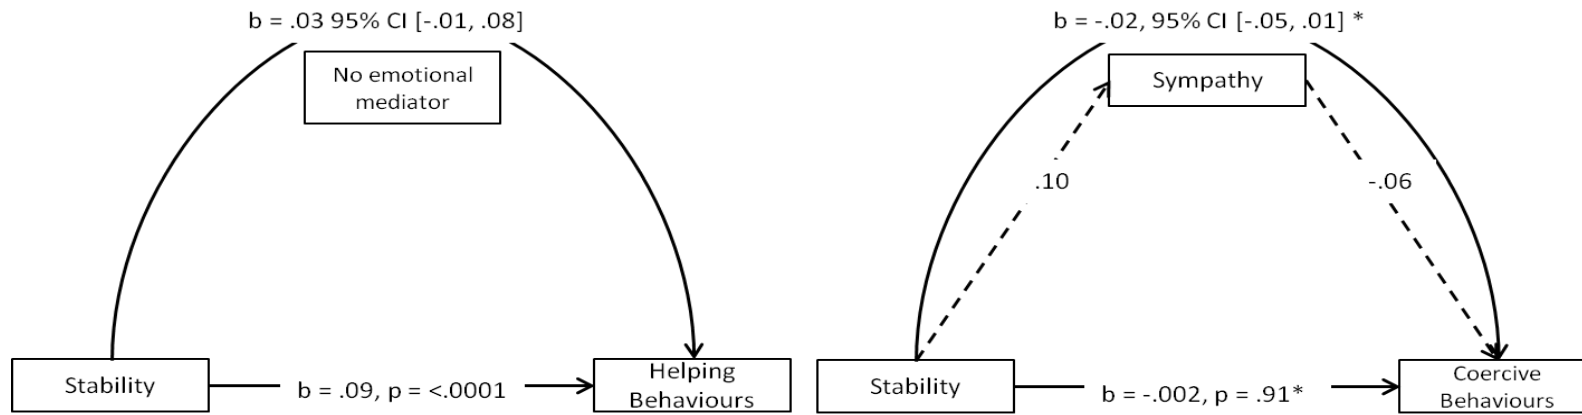 b = .03 95% CI [-.01, .08]
No emotional
mediator
Stability
b = .09, p = <.0001
Helping
Behaviours
b = -.02, 95% CI [-.05, .01] *
Sympathy
.10
-.06
Stability
b = -.002, p = .91*
Coercive
Behaviours